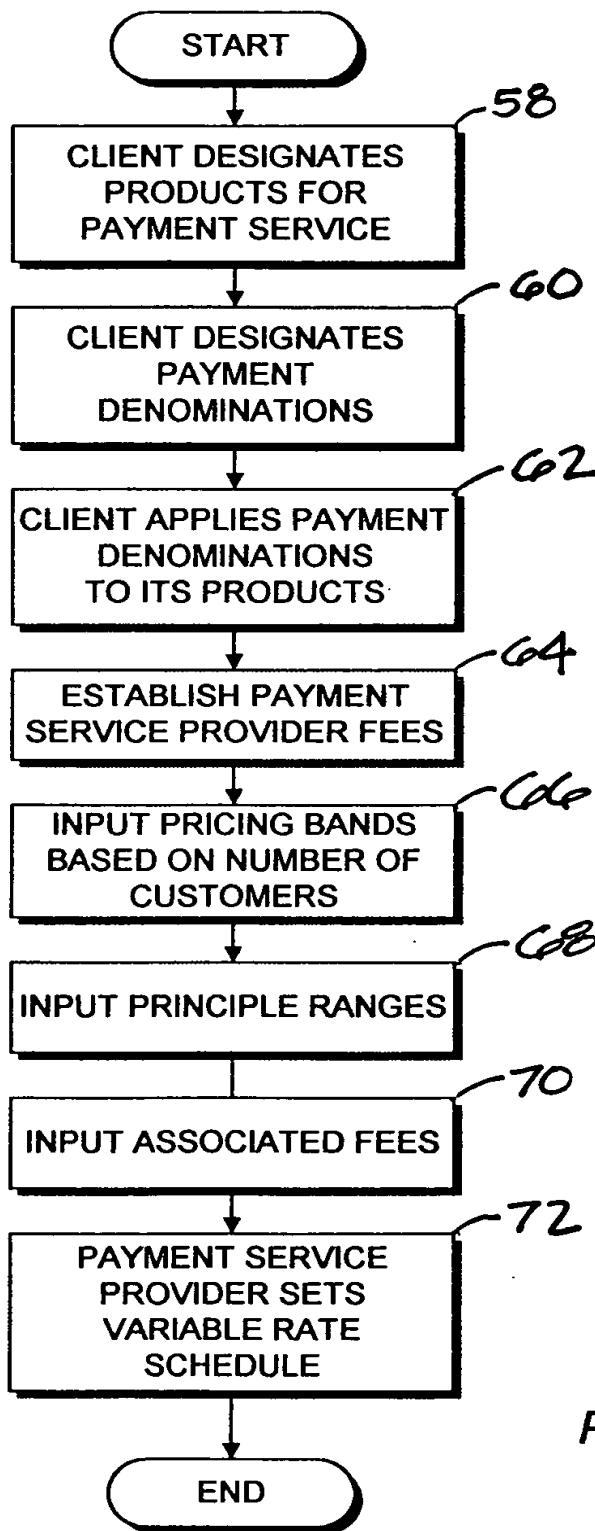 START
58
CLIENT DESIGNATES
PRODUCTS FOR
PAYMENT SERVICE
60
CLIENT DESIGNATES
PAYMENT
DENOMINATIONS
62
CLIENT APPLIES PAYMENT
DENOMINATIONS
TO ITS PRODUCTS
64
ESTABLISH PAYMENT
SERVICE PROVIDER FEES
66
INPUT PRICING BANDS
BASED ON NUMBER OF
CUSTOMERS
68
INPUT PRINCIPLE RANGES
70
INPUT ASSOCIATED FEES
72
PAYMENT SERVICE
PROVIDER SETS
VARIABLE RATE
SCHEDULE
END